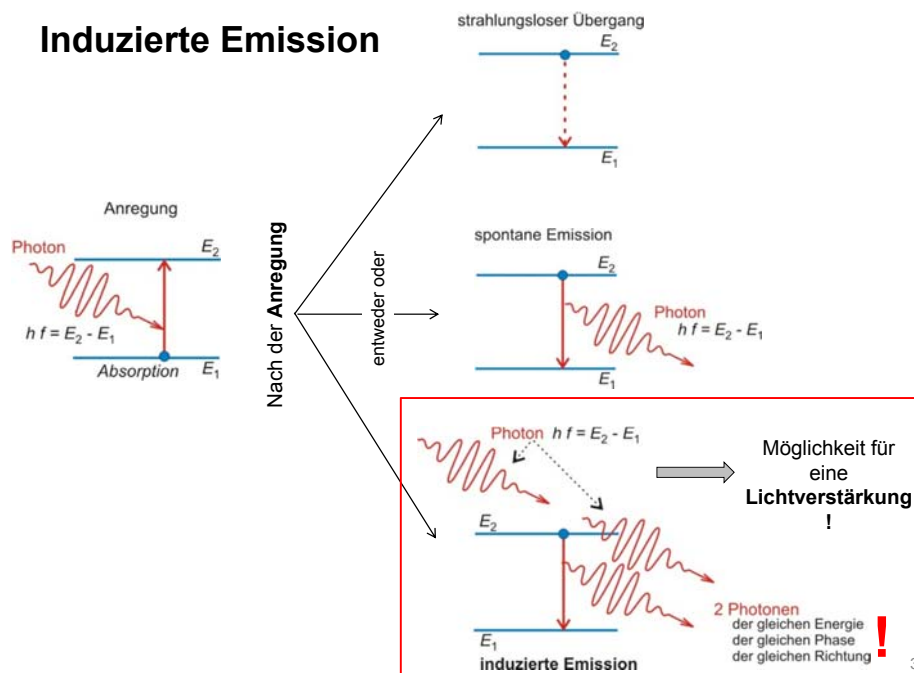 Induzierte Emission
strahlungsloser Übergang
E2
E1
Anregung
Photon
E2
h f = E2 - E1
Absorption
E1
Nach der Anregung
entweder oder
spontane Emission
E2
Photon
h f = E2 - E1
E1
Photon h f = E2 - E1
Möglichkeit für
eine
Lichtverstärkung
!
E2
2 Photonen
der gleichen Energie
der gleichen Phase
der gleichen Richtung
!
E1
induzierte Emission
3